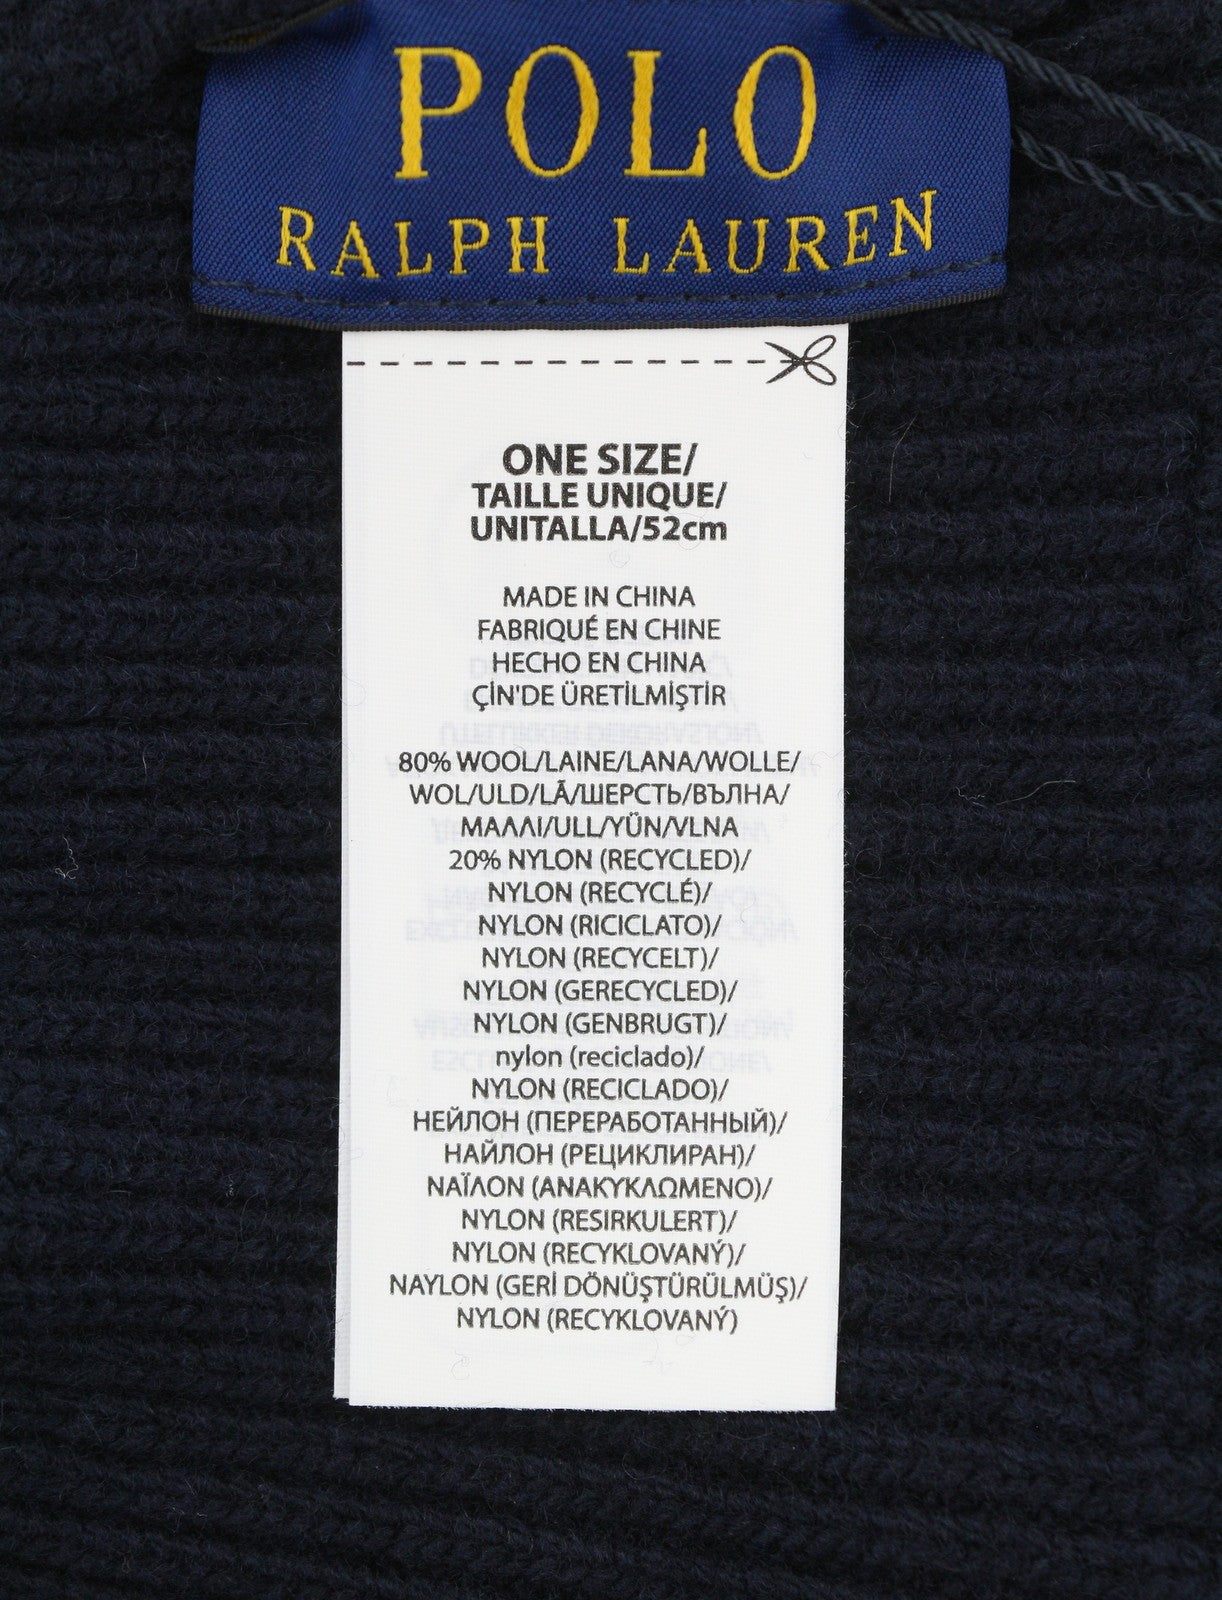 POLO
RALPH LAUREN
ONE SIZE/
TAILLE UNIQUE/
UNITALLA/52cm
MADE IN CHINA
FABRIQUÉ EN CHINE
HECHO EN CHINA
ÇİN'DE ÜRETİLMİŞTİR
80% WOOL/LAINE/LANA/WOLLE/
WOL/ULD/LÃ/ШЕРСТЬ/ВЪЛНА/
ΜΑΛΛΙ/ULL/YÜN/VLNA
20% NYLON (RECYCLED)/
NYLON (RECYCLÉ)/
NYLON (RICICLATO)/
NYLON (RECYCELT)/
NYLON (GERECYCLED)/
NYLON (GENBRUGT)/
nylon (reciclado)/
NYLON (RECICLADO)/
НЕЙЛОН (ПЕРЕРАБОТАННЫЙ)/
НАЙЛОН (РЕЦИКЛИРАН)/
ΝΑΪΛΟΝ (ΑΝΑΚΥΚΛΩΜΕΝΟ)/
NYLON (RESIRKULERT)/
NYLON (RECYKLOVANÝ)/
NAYLON (GERİ DÖNÜŞTÜRÜLMÜŞ)/
NYLON (RECYKLOVANÝ)